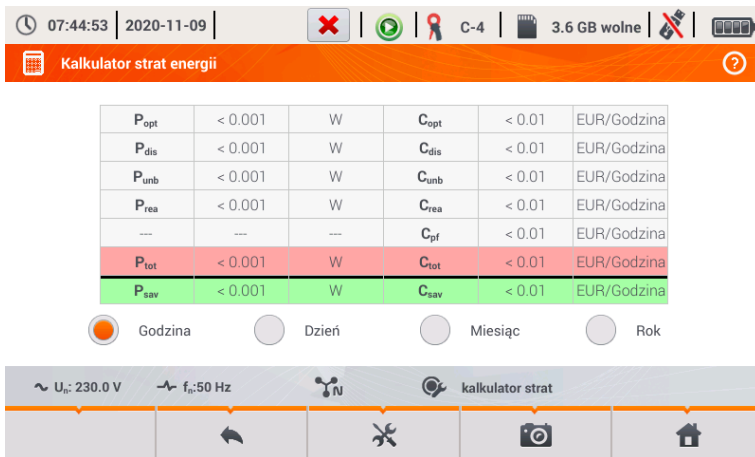 07:44:53 2020-11-09 C-4 3.6 GB wolne
Kalkulator strat energii ?
Popt < 0.001 W Copt < 0.01 EUR/Godzina
Pdis < 0.001 W Cdis < 0.01 EUR/Godzina
Punb < 0.001 W Cunb < 0.01 EUR/Godzina
Prea < 0.001 W Crea < 0.01 EUR/Godzina
--- --- --- Cpf < 0.01 EUR/Godzina
Ptot < 0.001 W Ctot < 0.01 EUR/Godzina
Psav < 0.001 W Csav < 0.01 EUR/Godzina
Godzina Dzień Miesiąc Rok
Un: 230.0 V fn:50 Hz N kalkulator strat